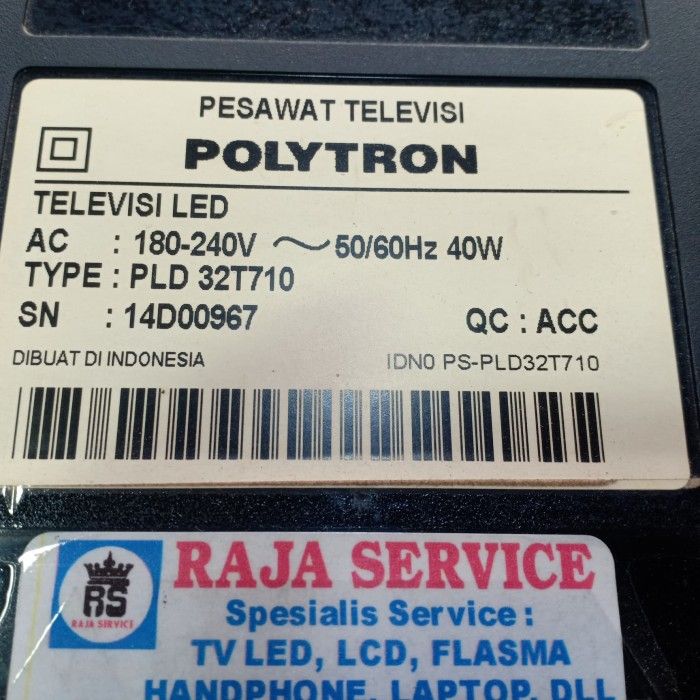 PESAWAT TELEVISI
POLYTRON
TELEVISI LED
AC : 180-240V ~ 50/60Hz 40W
TYPE : PLD 32T710
SN : 14D00967 QC : ACC
DIBUAT DI INDONESIA IDN0 PS-PLD32T710
RS
RAJA SERVICE
RAJA SERVICE
Spesialis Service :
TV LED, LCD, FLASMA
HANDPHONE, LAPTOP, DLL